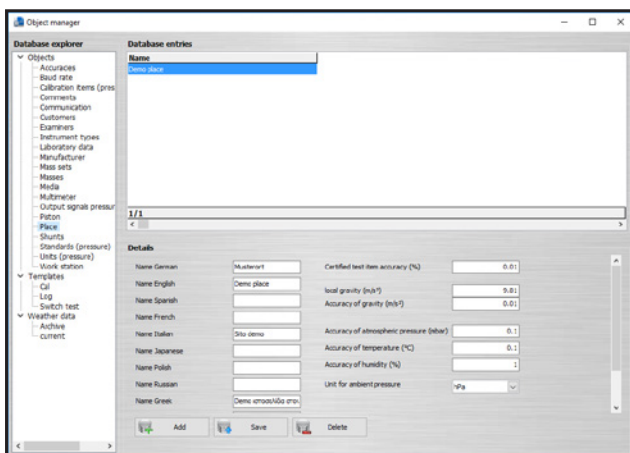 Object manager
Database explorer
Objects
Accuracies
Baud rate
Calibration items (pres
Comments
Communication
Customers
Examiners
Instrument types
Laboratory data
Manufacturer
Mass sets
Masses
Media
Multimeter
Output signals pressur
Piston
Place
Shunts
Standards (pressure)
Units (pressure)
Work station
Templates
Cal
Log
Switch test
Weather data
Archive
current
Database entries
Name
Demo place
1/1
Details
Name German Musterort
Name English Demo place
Name Spanish
Name French
Name Italian Sito demo
Name Japanese
Name Polish
Name Russian
Name Greek Demo
Certified test item accuracy (%) 0.01
local gravity (m/s²) 9.81
Accuracy of gravity (m/s²) 0.01
Accuracy of atmospheric pressure (mbar) 0.1
Accuracy of temperature (°C) 0.1
Accuracy of humidity (%) 1
Unit for ambient pressure hPa
Add Save Delete